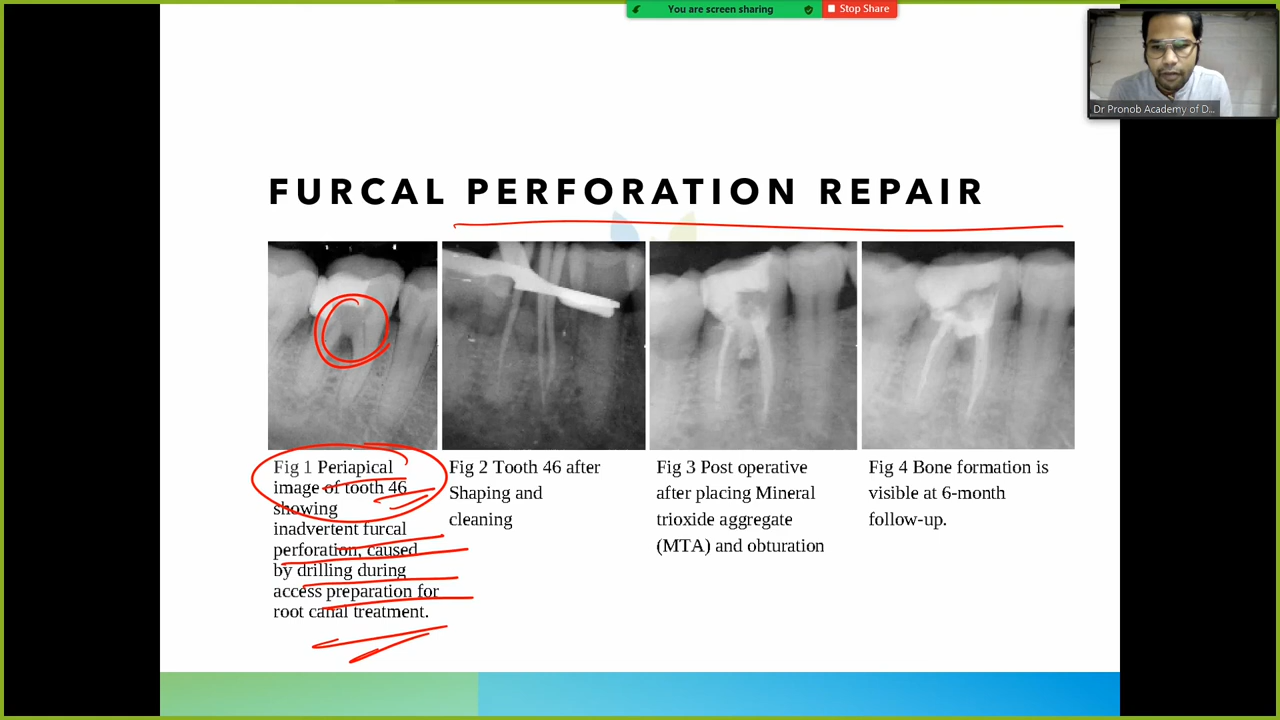 You are screen sharing
Stop Share
Dr Pronob Academy of D...
FURCAL PERFORATION REPAIR
Fig 1 Periapical
image of tooth 46
showing
inadvertent furcal
perforation, caused
by drilling during
access preparation for
root canal treatment.
Fig 2 Tooth 46 after
Shaping and
cleaning
Fig 3 Post operative
after placing Mineral
trioxide aggregate
(MTA) and obturation
Fig 4 Bone formation is
visible at 6-month
follow-up.